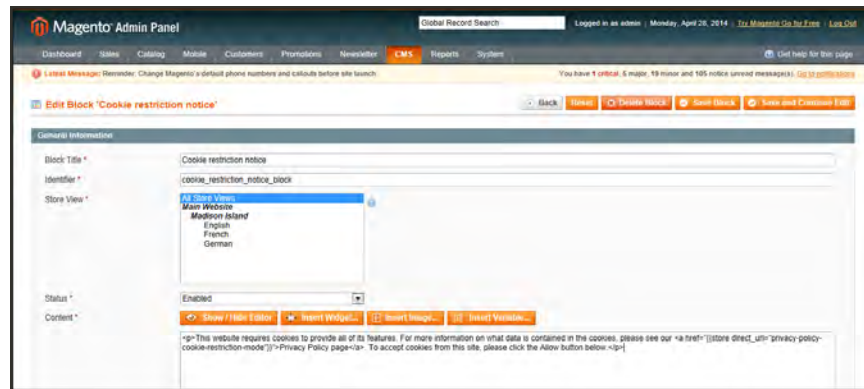 Magento Admin Panel
Global Record Search
Logged in as admin | Monday, April 28, 2014 | Try Magento Go for Free | Log Out
Dashboard Sales Catalog Mobile Customers Promotions Newsletter CMS Reports System
Get help for this page
Latest Message: Reminder: Change Magento's default phone numbers and callouts before site launch
You have 1 critical, 5 major, 19 minor and 105 notice unread message(s). Go to notifications
Edit Block 'Cookie restriction notice'
Back Reset Delete Block Save Block Save and Continue Edit
General Information
Block Title * Cookie restriction notice
Identifier * cookie_restriction_notice_block
Store View * All Store Views
Main Website
Madison Island
English
French
German
Status * Enabled
Content * Show / Hide Editor Insert Widget... Insert Image... Insert Variable...
<p>This website requires cookies to provide all of its features. For more information on what data is contained in the cookies, please see our <a href="{{store direct_url="privacy-policy-
cookie-restriction-mode"}}">Privacy Policy page</a>. To accept cookies from this site, please click the Allow button below.</p>